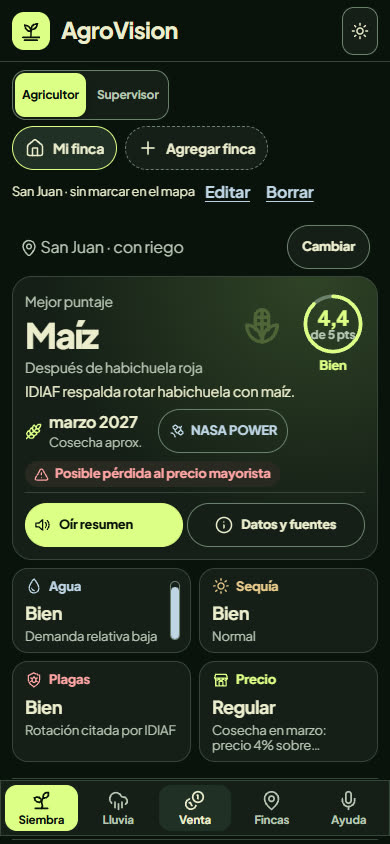 AgroVision
Agricultor Supervisor
Mi finca Agregar finca
San Juan · sin marcar en el mapa Editar Borrar
San Juan · con riego Cambiar
Mejor puntaje
Maíz
Después de habichuela roja
4,4
de 5 pts
Bien
IDIAF respalda rotar habichuela con maíz.
marzo 2027
Cosecha aprox.
NASA POWER
Posible pérdida al precio mayorista
Oír resumen Datos y fuentes
Agua
Bien
Demanda relativa baja
Sequía
Bien
Normal
Plagas
Bien
Rotación citada por IDIAF
Precio
Regular
Cosecha en marzo:
precio 4% sobre...
Siembra Lluvia Venta Fincas Ayuda